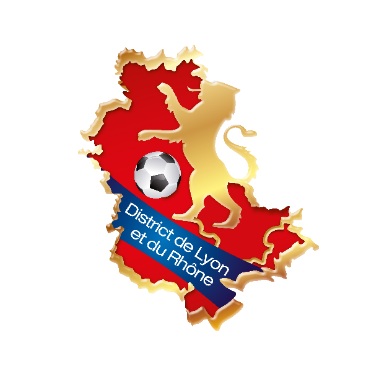 District de Lyon
et du Rhône